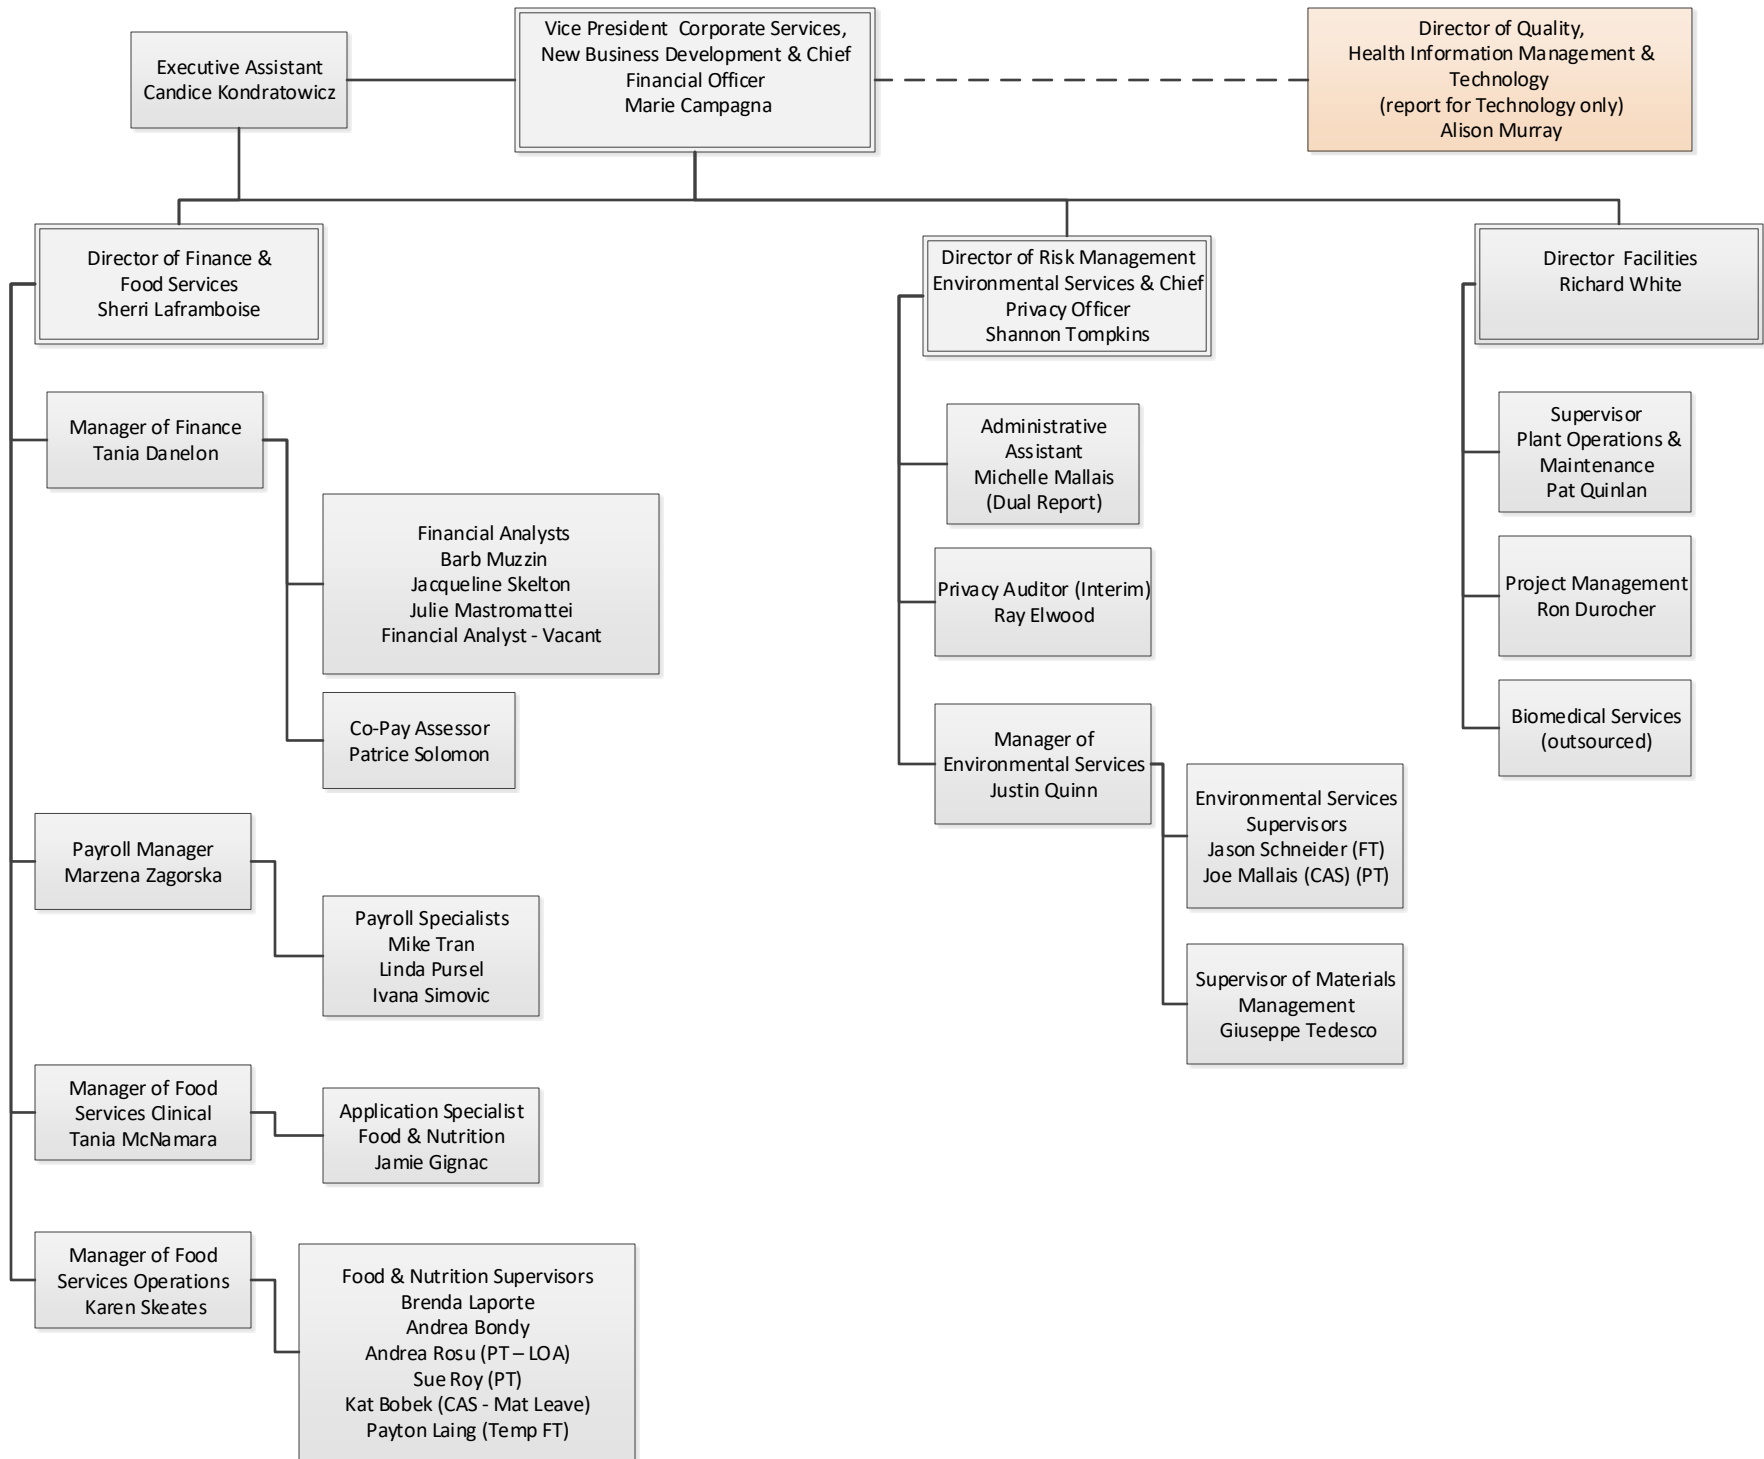 Executive Assistant
Candice Kondratowicz
Vice President Corporate Services,
New Business Development & Chief
Financial Officer
Marie Campagna
Director of Quality,
Health Information Management &
Technology
(report for Technology only)
Alison Murray
Director of Finance &
Food Services
Sherri Laframboise
Director of Risk Management
Environmental Services & Chief
Privacy Officer
Shannon Tompkins
Director Facilities
Richard White
Manager of Finance
Tania Danelon
Financial Analysts
Barb Muzzin
Jacqueline Skelton
Julie Mastromattei
Financial Analyst - Vacant
Co-Pay Assessor
Patrice Solomon
Payroll Manager
Marzena Zagorska
Payroll Specialists
Mike Tran
Linda Pursel
Ivana Simovic
Manager of Food
Services Clinical
Tania McNamara
Application Specialist
Food & Nutrition
Jamie Gignac
Manager of Food
Services Operations
Karen Skeates
Food & Nutrition Supervisors
Brenda Laporte
Andrea Bondy
Andrea Rosu (PT – LOA)
Sue Roy (PT)
Kat Bobek (CAS - Mat Leave)
Payton Laing (Temp FT)
Administrative
Assistant
Michelle Mallais
(Dual Report)
Privacy Auditor (Interim)
Ray Elwood
Manager of
Environmental Services
Justin Quinn
Environmental Services
Supervisors
Jason Schneider (FT)
Joe Mallais (CAS) (PT)
Supervisor of Materials
Management
Giuseppe Tedesco
Supervisor
Plant Operations &
Maintenance
Pat Quinlan
Project Management
Ron Durocher
Biomedical Services
(outsourced)